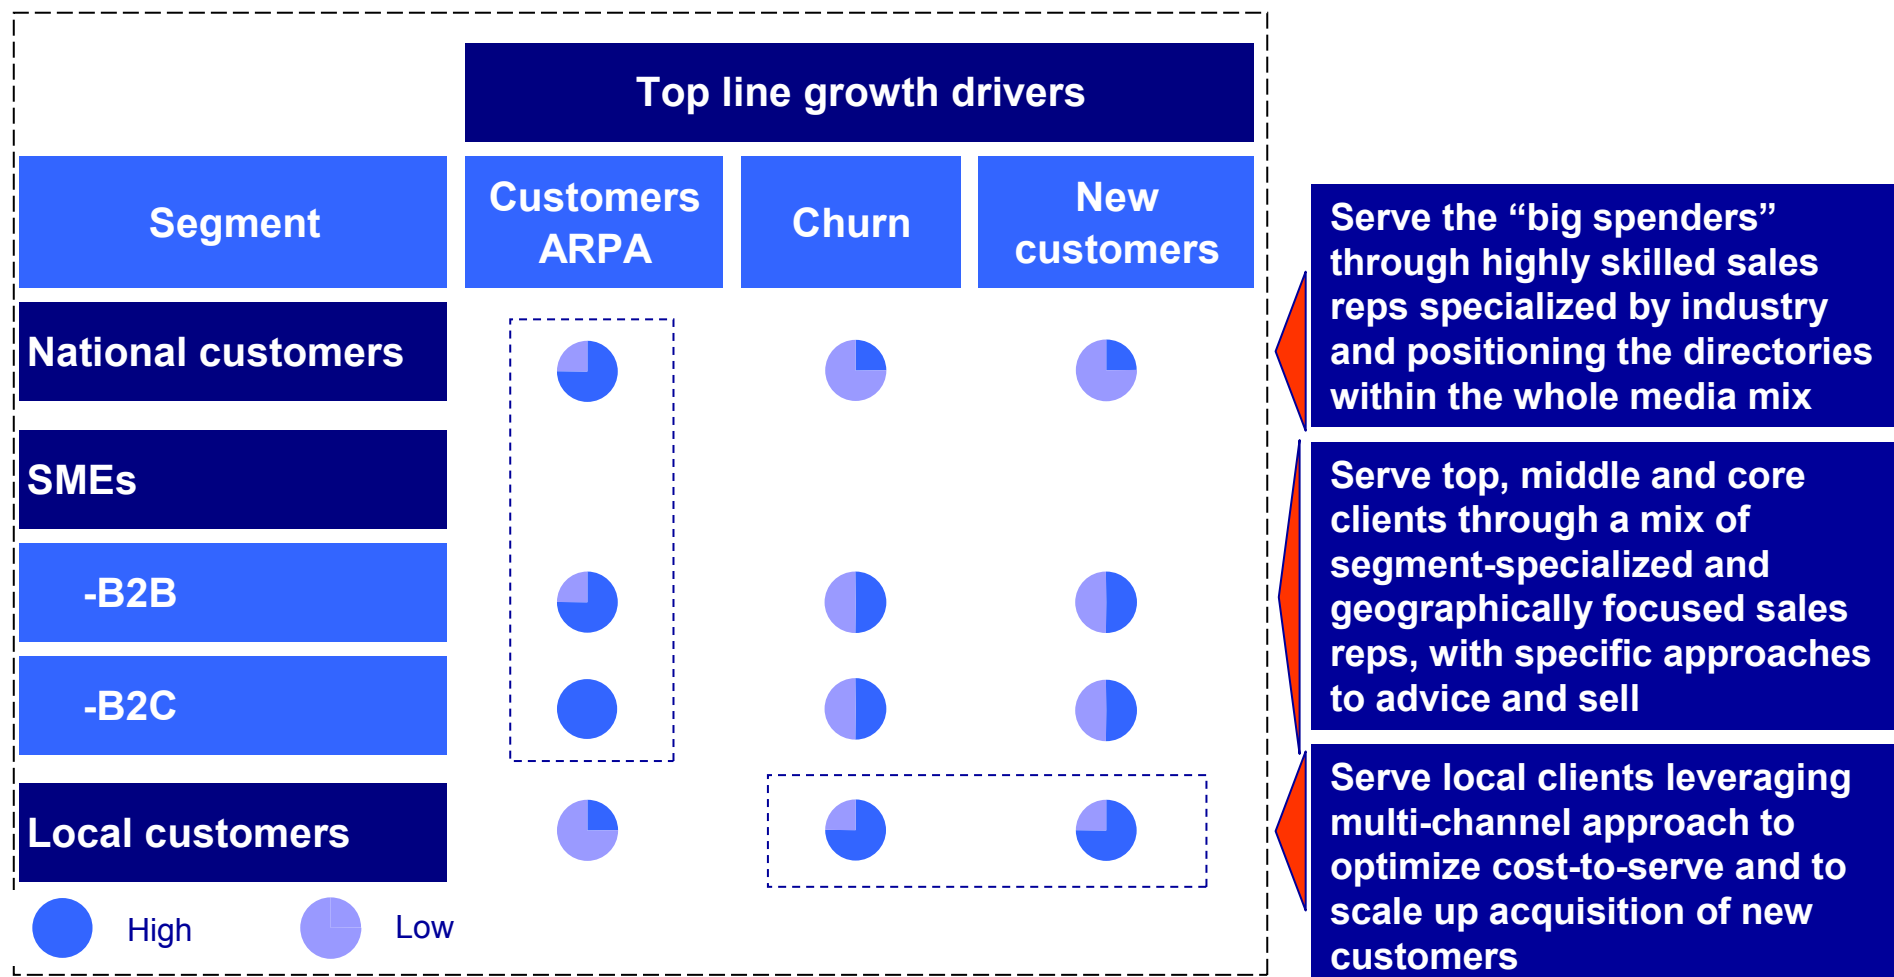 Top line growth drivers
Segment
Customers
ARPA
Churn
New
customers
National customers
SMEs
-B2B
-B2C
Local customers
High
Low
Serve the “big spenders”
through highly skilled sales
reps specialized by industry
and positioning the directories
within the whole media mix
Serve top, middle and core
clients through a mix of
segment-specialized and
geographically focused sales
reps, with specific approaches
to advice and sell
Serve local clients leveraging
multi-channel approach to
optimize cost-to-serve and to
scale up acquisition of new
customers